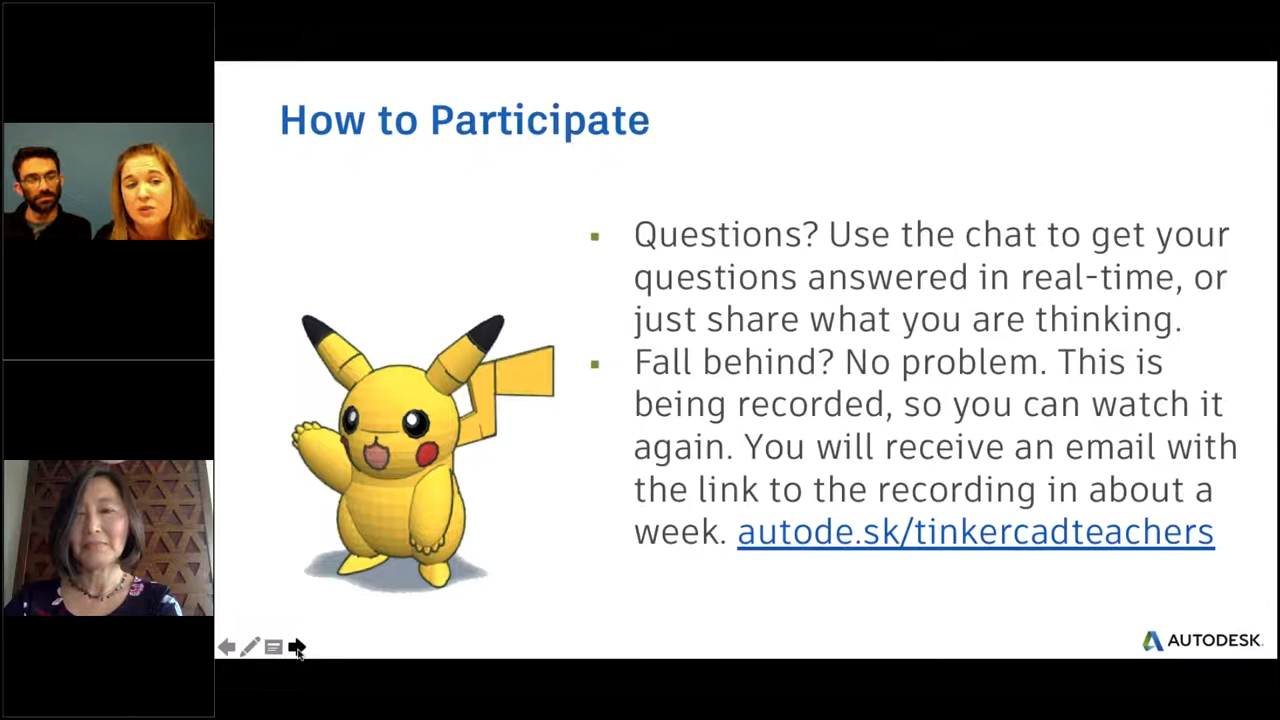 How to Participate
▪ Questions? Use the chat to get your
questions answered in real-time, or
just share what you are thinking.
▪ Fall behind? No problem. This is
being recorded, so you can watch it
again. You will receive an email with
the link to the recording in about a
week. autode.sk/tinkercadteachers
AUTODESK.